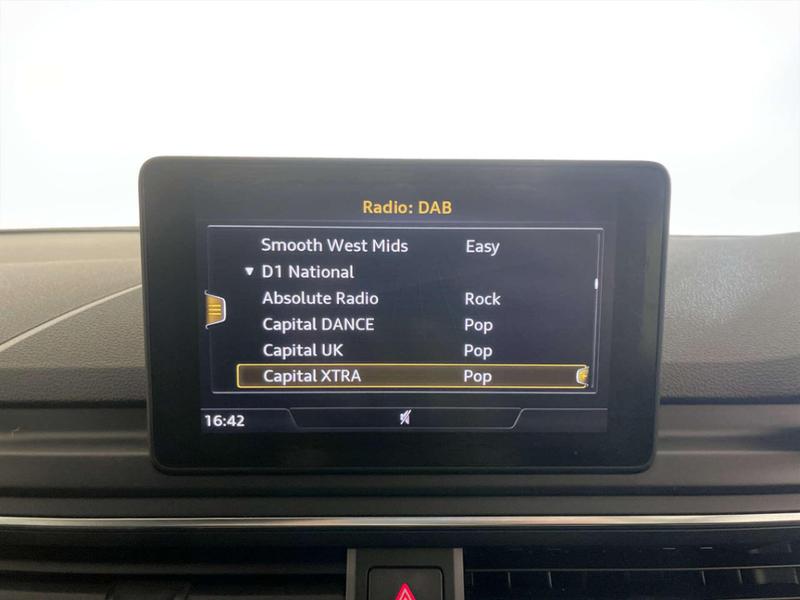 Radio: DAB
Smooth West Mids Easy
D1 National
Absolute Radio Rock
Capital DANCE Pop
Capital UK Pop
Capital XTRA Pop
16:42